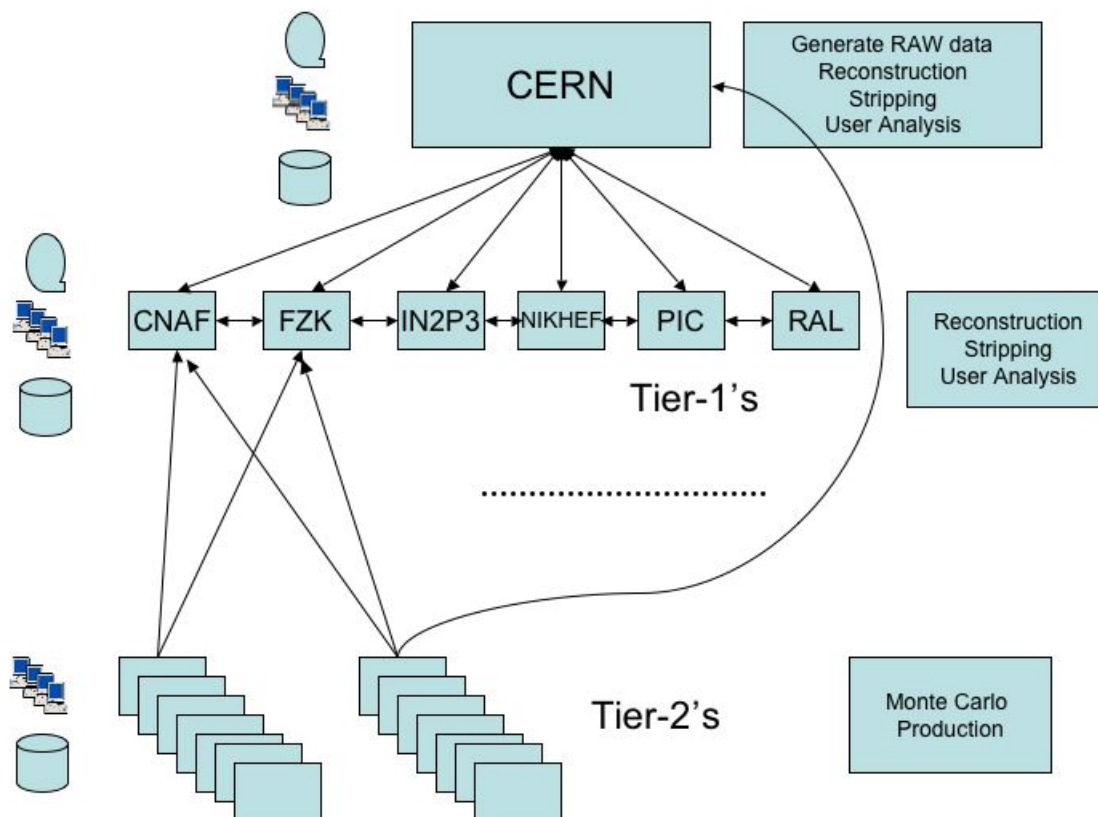 CERN
Generate RAW data
Reconstruction
Stripping
User Analysis
CNAF
FZK
IN2P3
NIKHEF
PIC
RAL
Reconstruction
Stripping
User Analysis
Tier-1's
Tier-2's
Monte Carlo
Production